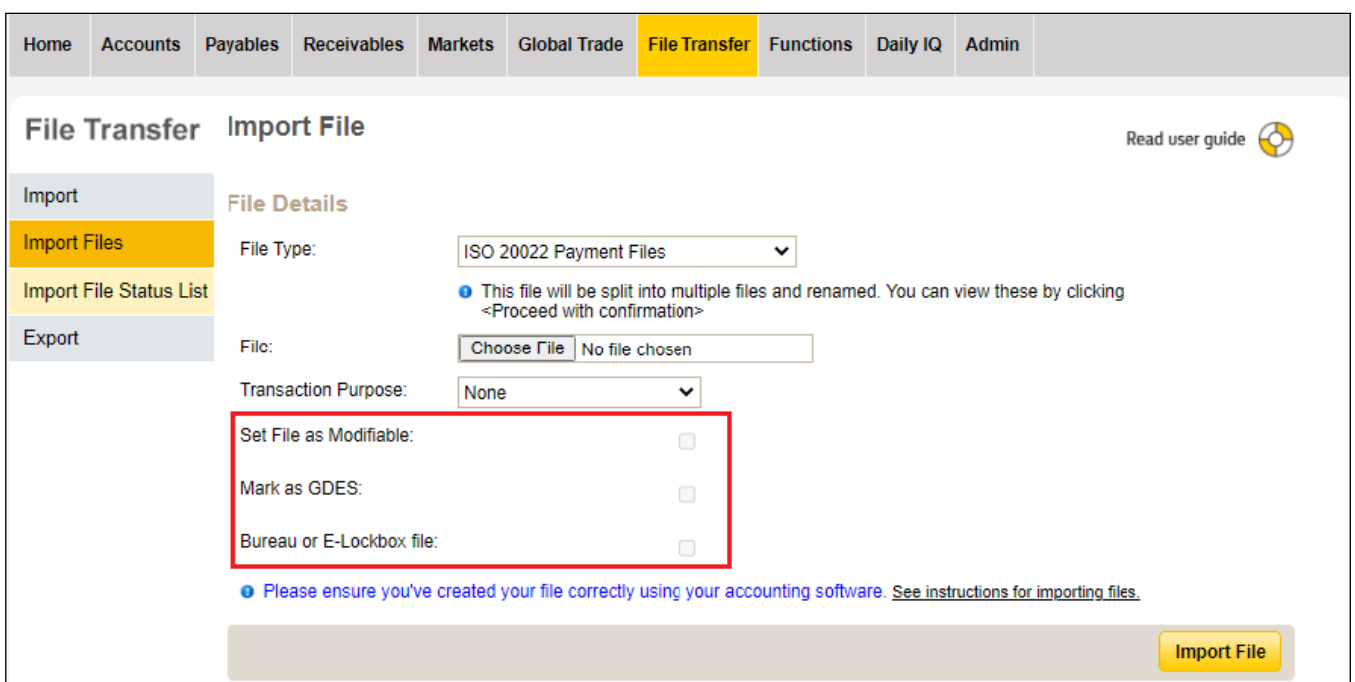 Home Accounts Payables Receivables Markets Global Trade File Transfer Functions Daily IQ Admin
File Transfer
Import File
Read user guide
Import
Import Files
Import File Status List
Export
File Details
File Type: ISO 20022 Payment Files
This file will be split into multiple files and renamed. You can view these by clicking
<Proceed with confirmation>
File: Choose File No file chosen
Transaction Purpose: None
Set File as Modifiable:
Mark as GDES:
Bureau or E-Lockbox file:
Please ensure you've created your file correctly using your accounting software. See instructions for importing files.
Import File